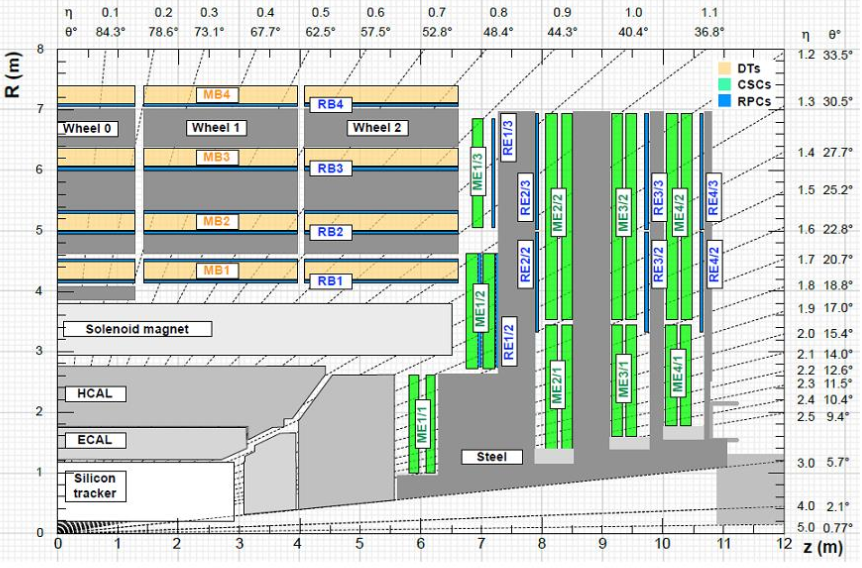 η 0.1 0.2 0.3 0.4 0.5 0.6 0.7 0.8 0.9 1.0 1.1
θ° 84.3° 78.6° 73.1° 67.7° 62.5° 57.5° 52.8° 48.4° 44.3° 40.4° 36.8° η θ°
R (m)
8
7
6
5
4
3
2
1
0
1.2 33.5°
1.3 30.5°
1.4 27.7°
1.5 25.2°
1.6 22.8°
1.7 20.7°
1.8 18.8°
1.9 17.0°
2.0 15.4°
2.1 14.0°
2.2 12.6°
2.3 11.5°
2.4 10.4°
2.5 9.4°
3.0 5.7°
4.0 2.1°
5.0 0.77°
DTs
CSCs
RPCs
MB4
RB4
Wheel 0
Wheel 1
Wheel 2
MB3
RB3
MB2
RB2
MB1
RB1
Solenoid magnet
HCAL
ECAL
Silicon
tracker
Steel
ME1/1
ME1/2
ME1/3
RE1/3
RE1/2
RE2/3
RE2/2
ME2/2
ME2/1
ME3/2
ME3/1
RE3/3
RE3/2
ME4/2
ME4/1
RE4/3
RE4/2
0 1 2 3 4 5 6 7 8 9 10 11 12
z (m)